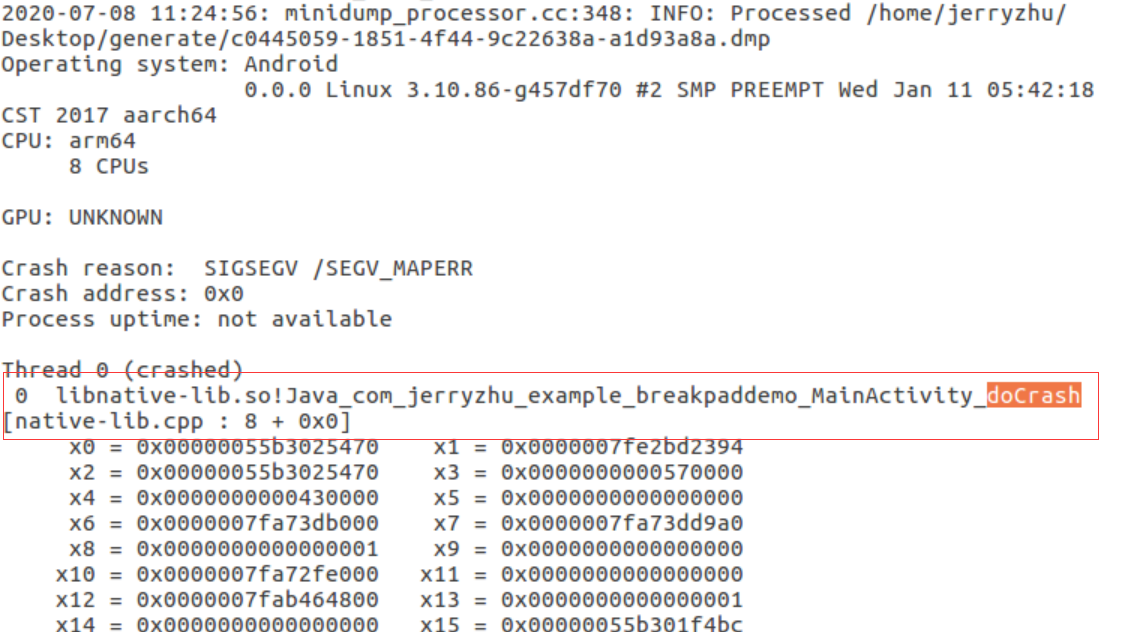 2020-07-08 11:24:56: minidump_processor.cc:348: INFO: Processed /home/jerryzhu/
Desktop/generate/c0445059-1851-4f44-9c22638a-a1d93a8a.dmp
Operating system: Android
0.0.0 Linux 3.10.86-g457df70 #2 SMP PREEMPT Wed Jan 11 05:42:18
CST 2017 aarch64
CPU: arm64
8 CPUs
GPU: UNKNOWN
Crash reason:  SIGSEGV /SEGV_MAPERR
Crash address: 0x0
Process uptime: not available
Thread 0 (crashed)
0  libnative-lib.so!Java_com_jerryzhu_example_breakpaddemo_MainActivity_doCrash
[native-lib.cpp : 8 + 0x0]
x0 = 0x00000055b3025470    x1 = 0x0000007fe2bd2394
x2 = 0x00000055b3025470    x3 = 0x0000000000570000
x4 = 0x0000000000430000    x5 = 0x0000000000000000
x6 = 0x0000007fa73db000    x7 = 0x0000007fa73dd9a0
x8 = 0x0000000000000001    x9 = 0x0000000000000000
x10 = 0x0000007fa72fe000   x11 = 0x0000000000000000
x12 = 0x0000007fab464800   x13 = 0x0000000000000001
x14 = 0x0000000000000000   x15 = 0x00000055b301f4bc